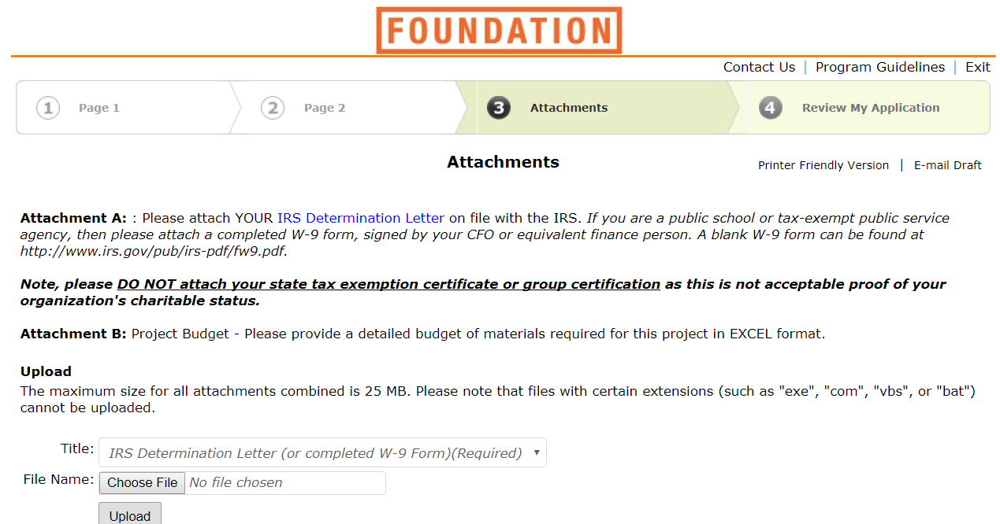 FOUNDATION
Contact Us | Program Guidelines | Exit
1 Page 1 2 Page 2 3 Attachments 4 Review My Application
Attachments
Printer Friendly Version | E-mail Draft
Attachment A: : Please attach YOUR IRS Determination Letter on file with the IRS. If you are a public school or tax-exempt public service
agency, then please attach a completed W-9 form, signed by your CFO or equivalent finance person. A blank W-9 form can be found at
http://www.irs.gov/pub/irs-pdf/fw9.pdf.
Note, please DO NOT attach your state tax exemption certificate or group certification as this is not acceptable proof of your
organization's charitable status.
Attachment B: Project Budget - Please provide a detailed budget of materials required for this project in EXCEL format.
Upload
The maximum size for all attachments combined is 25 MB. Please note that files with certain extensions (such as "exe", "com", "vbs", or "bat")
cannot be uploaded.
Title: IRS Determination Letter (or completed W-9 Form)(Required)
File Name: Choose File No file chosen
Upload